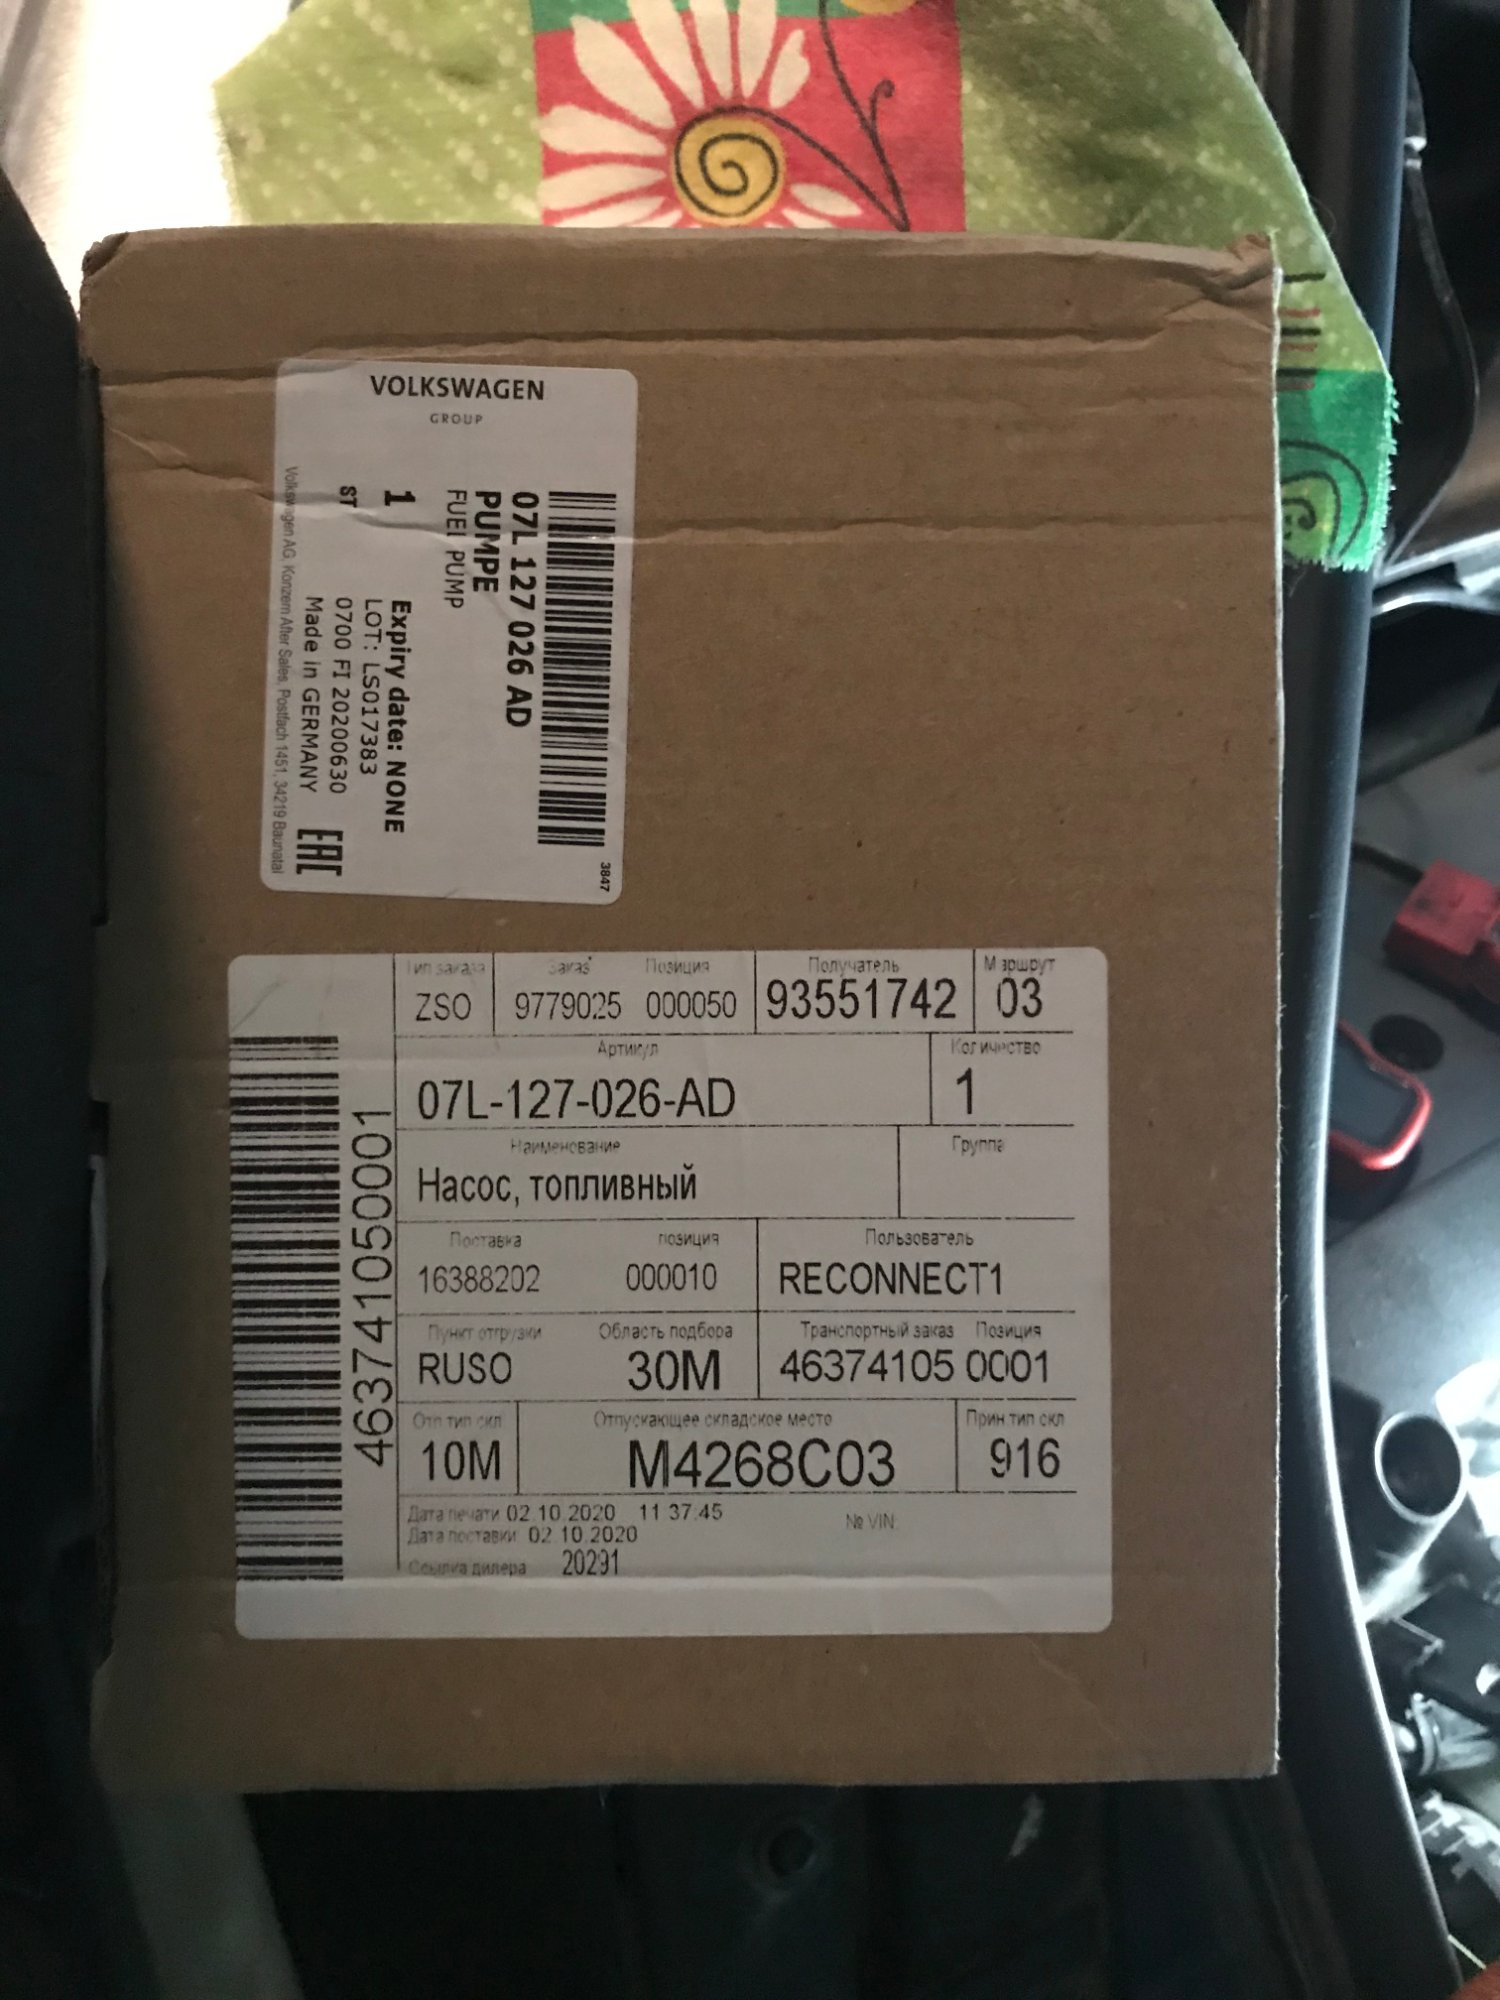 VOLKSWAGEN
GROUP
3847
07L 127 026 AD
PUMPE
FUEL PUMP
1 Expiry date: NONE
LOT: LS017383
ST 0700 FI 20200630
Made in GERMANY EAC
Volkswagen AG, Konzern After Sales, Postfach 1451, 34219 Baunatal
Тип заказа Заказ Позиция Получатель Маршрут
ZSO 9779025 000050 93551742 03
Артикул Количество
07L-127-026-AD 1
Наименование Группа
Насос, топливный
Поставка позиция Пользователь
16388202 000010 RECONNECT1
Пункт отгрузки Область подбора Транспортный заказ Позиция
RUSO 30M 46374105 0001
Отп тип скл Отпускающее складское место Прин тип скл
10M M4268C03 916
Дата печати 02.10.2020 11:37:45 № VIN:
Дата поставки 02.10.2020
Ссылка дилера 20291
463741050001